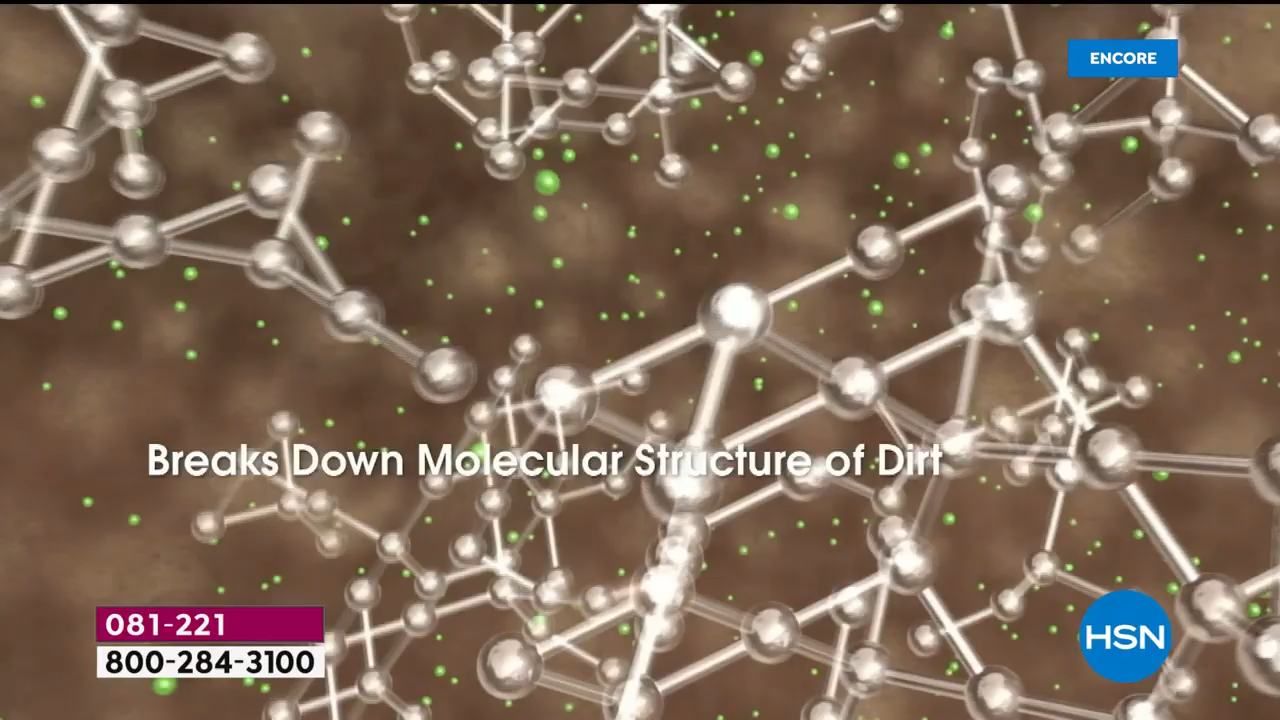 ENCORE
Breaks Down Molecular Structure of Dirt
081-221
800-284-3100
HSN